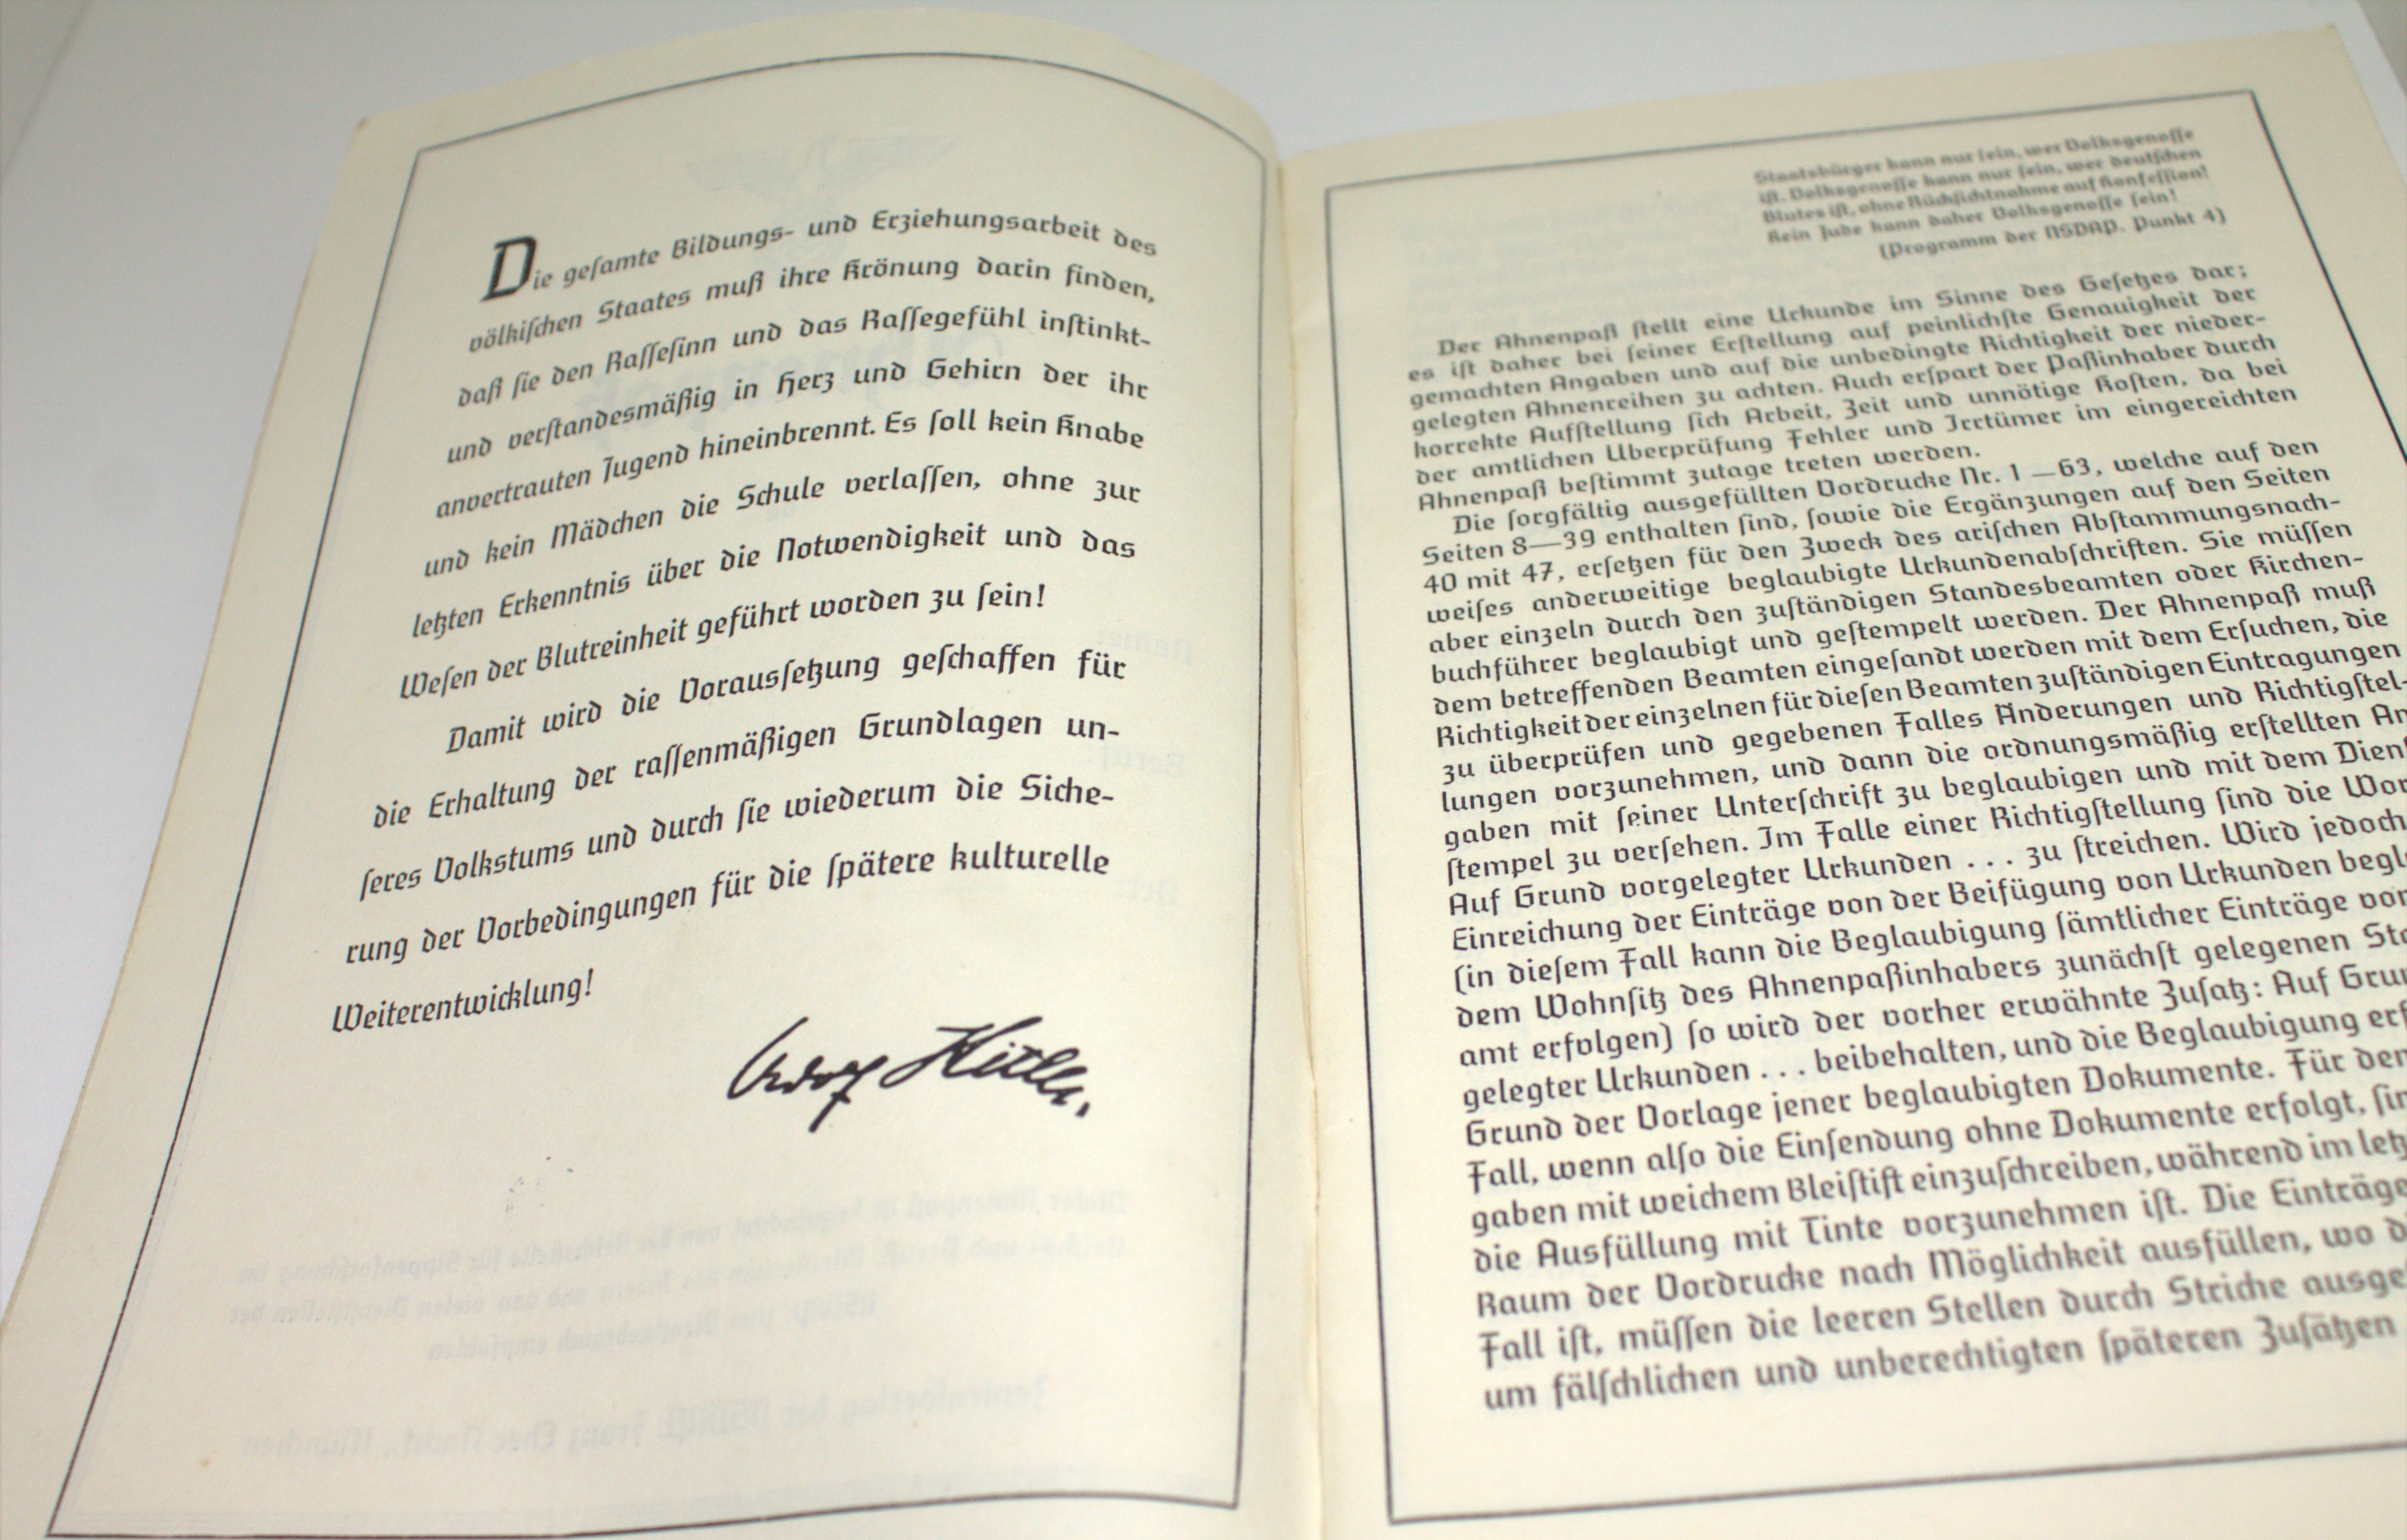 Die geſamte Bildungs- und Erziehungsarbeit des
völkiſchen Staates muß ihre Krönung darin finden,
daß ſie den Raſſeſinn und das Raſſegefühl inſtinkt-
und verſtandesmäßig in Herz und Gehirn der ihr
anvertrauten Jugend hineinbrennt. Es ſoll kein Knabe
und kein Mädchen die Schule verlaſſen, ohne zur
letzten Erkenntnis über die Notwendigkeit und das
Weſen der Blutreinheit geführt worden zu ſein!
Damit wird die Vorausſetzung geſchaffen für
die Erhaltung der raſſenmäßigen Grundlagen un-
ſeres Volkstums und durch ſie wiederum die Siche-
rung der Vorbedingungen für die ſpätere kulturelle
Weiterentwicklung!
Adolf Hitler.
Staatsbürger kann nur ſein, wer Volksgenoſſe
iſt. Volksgenoſſe kann nur ſein, wer deutſchen
Blutes iſt, ohne Rückſichtnahme auf Konfeſſion!
Kein Jude kann daher Volksgenoſſe ſein!
(Programm der NSDAP. Punkt 4)
Der Ahnenpaß ſtellt eine Urkunde im Sinne des Geſetzes dar;
es iſt daher bei ſeiner Erſtellung auf peinlichſte Genauigkeit der
gemachten Angaben und auf die unbedingte Richtigkeit der nieder-
gelegten Ahnenreihen zu achten. Auch erſpart der Paßinhaber durch
korrekte Aufſtellung ſich Arbeit, Zeit und unnötige Koſten, da bei
der amtlichen Überprüfung Fehler und Irrtümer im eingereichten
Ahnenpaß beſtimmt zutage treten werden.
Die ſorgfältig ausgefüllten Vordrucke Nr. 1 — 63, welche auf den
Seiten 8—39 enthalten ſind, ſowie die Ergänzungen auf den Seiten
40 mit 47, erſetzen für den Zweck des ariſchen Abſtammungsnach-
weiſes anderweitige beglaubigte Urkundenabſchriften. Sie müſſen
aber einzeln durch den zuſtändigen Standesbeamten oder Kirchen-
buchführer beglaubigt und geſtempelt werden. Der Ahnenpaß muß
dem betreffenden Beamten eingeſandt werden mit dem Erſuchen, die
Richtigkeit der einzelnen für dieſen Beamten zuſtändigen Eintragungen
zu überprüfen und gegebenen Falles Änderungen und Richtigſtel-
lungen vorzunehmen, und dann die ordnungsmäßig erſtellten An
gaben mit ſeiner Unterſchrift zu beglaubigen und mit dem Dienſ
ſtempel zu verſehen. Im Falle einer Richtigſtellung ſind die Wor
Auf Grund vorgelegter Urkunden . . . zu ſtreichen. Wird jedoch
Einreichung der Einträge von der Beifügung von Urkunden begl
(in dieſem Fall kann die Beglaubigung ſämtlicher Einträge vor
dem Wohnſitz des Ahnenpaßinhabers zunächſt gelegenen Sta
amt erfolgen) ſo wird der vorher erwähnte Zuſatz: Auf Grun
gelegter Urkunden . . . beibehalten, und die Beglaubigung erf
Grund der Vorlage jener beglaubigten Dokumente. Für den
Fall, wenn alſo die Einſendung ohne Dokumente erfolgt, ſin
gaben mit weichem Bleiſtift einzuſchreiben, während im letz
die Ausfüllung mit Tinte vorzunehmen iſt. Die Einträge
Raum der Vordrucke nach Möglichkeit ausfüllen, wo d
Fall iſt, müſſen die leeren Stellen durch Striche ausge
um fälſchlichen und unberechtigten ſpäteren Zuſätzen